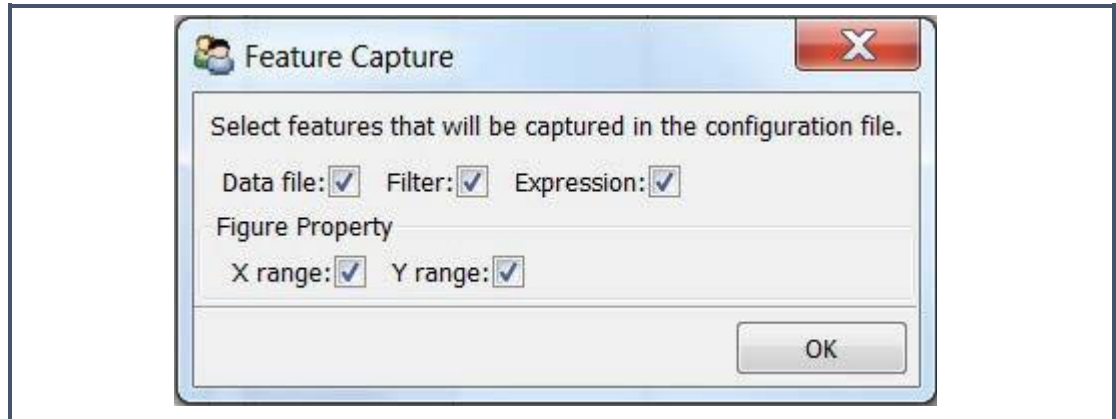 Feature Capture
Select features that will be captured in the configuration file.
Data file: Filter: Expression:
Figure Property
X range: Y range:
OK